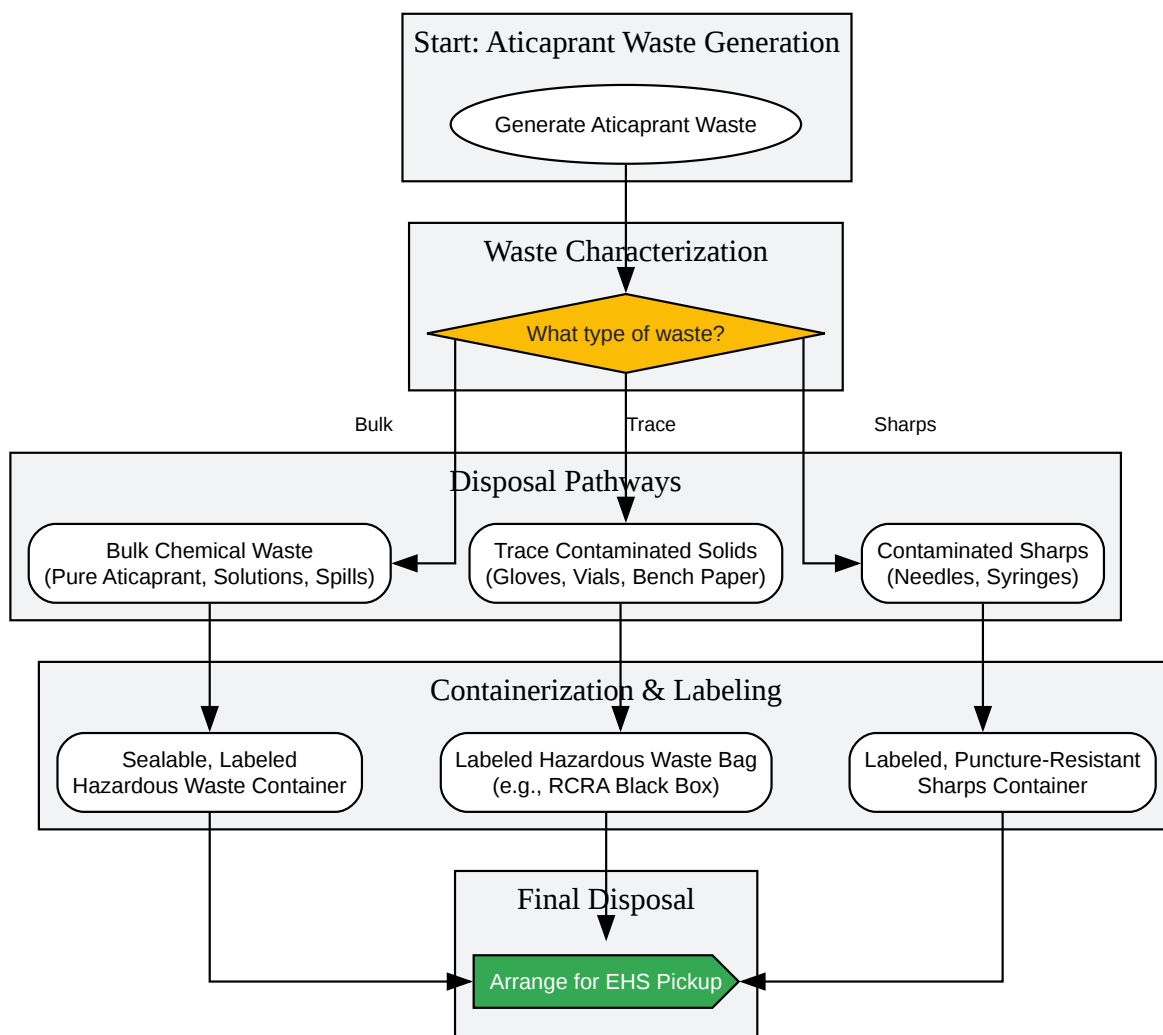 Start: Aticaprant Waste Generation
Generate Aticaprant Waste
Waste Characterization
What type of waste?
Bulk
Trace
Sharps
Disposal Pathways
Bulk Chemical Waste
(Pure Aticaprant, Solutions, Spills)
Trace Contaminated Solids
(Gloves, Vials, Bench Paper)
Contaminated Sharps
(Needles, Syringes)
Containerization & Labeling
Sealable, Labeled
Hazardous Waste Container
Labeled Hazardous Waste Bag
(e.g., RCRA Black Box)
Labeled, Puncture-Resistant
Sharps Container
Final Disposal
Arrange for EHS Pickup